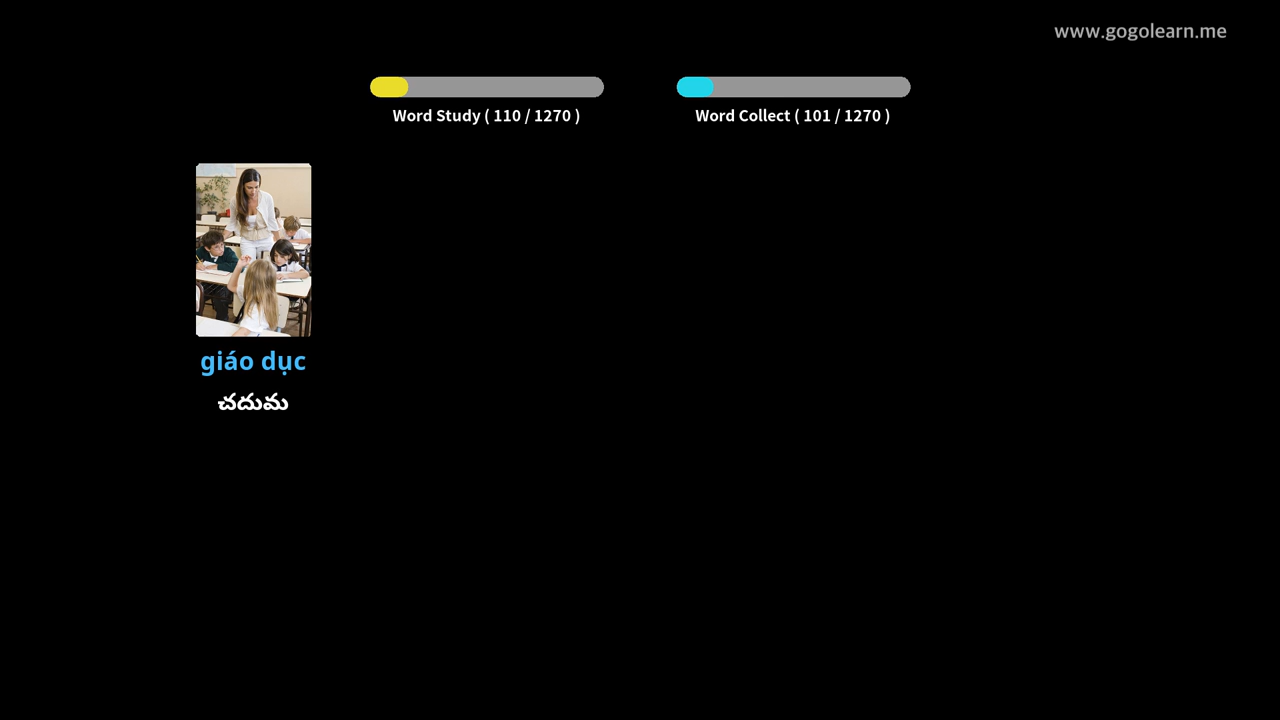 www.gogolearn.me
Word Study ( 110 / 1270 )
Word Collect ( 101 / 1270 )
giáo dục
చదువు